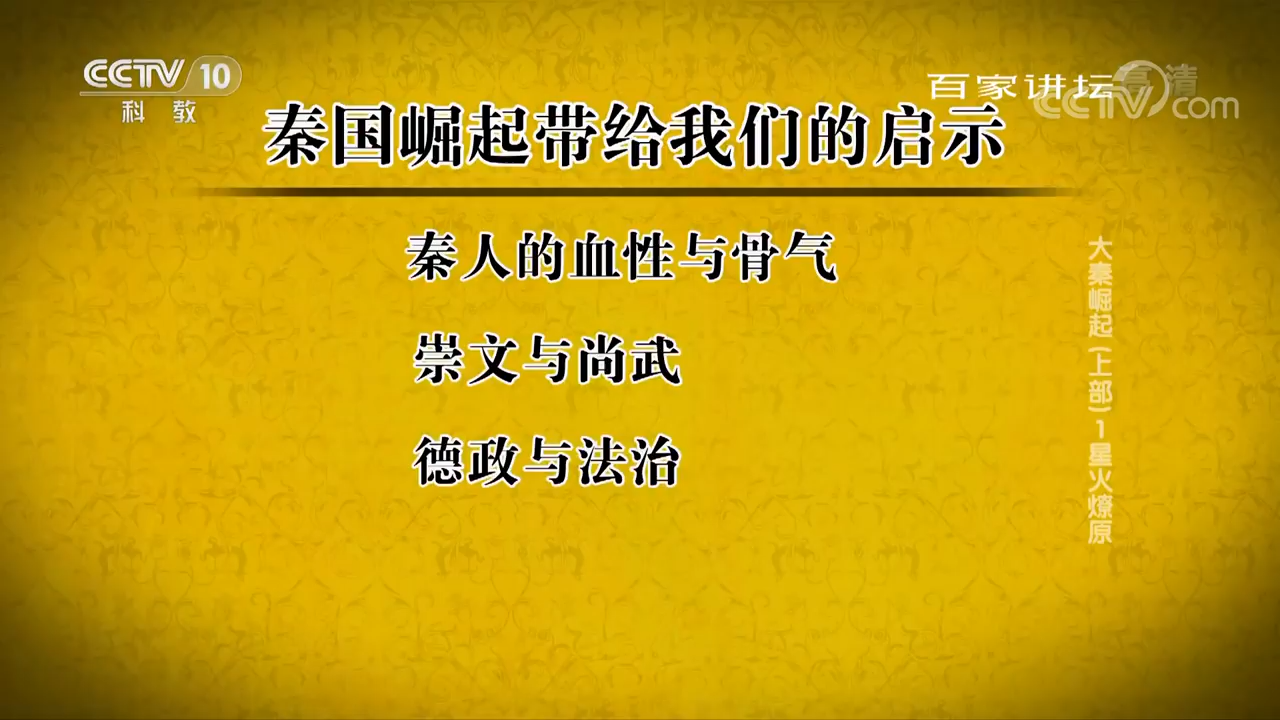 CCTV 10
科教
百家讲坛
高清
CCTV.com
秦国崛起带给我们的启示
秦人的血性与骨气
崇文与尚武
德政与法治
大秦崛起(上部)1星火燎原